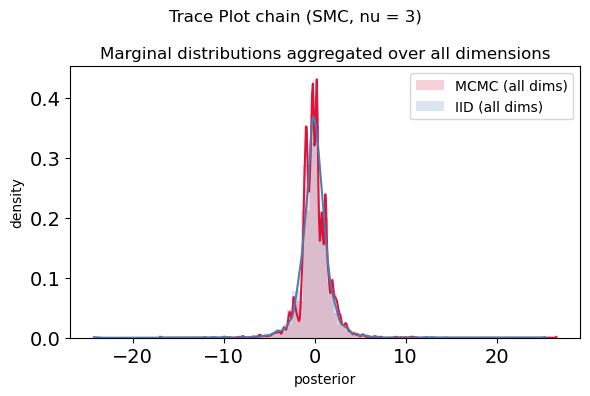 Trace Plot chain (SMC, nu = 3)
Marginal distributions aggregated over all dimensions
MCMC (all dims)
IID (all dims)
density
0.4
0.3
0.2
0.1
0.0
−20
−10
0
10
20
posterior